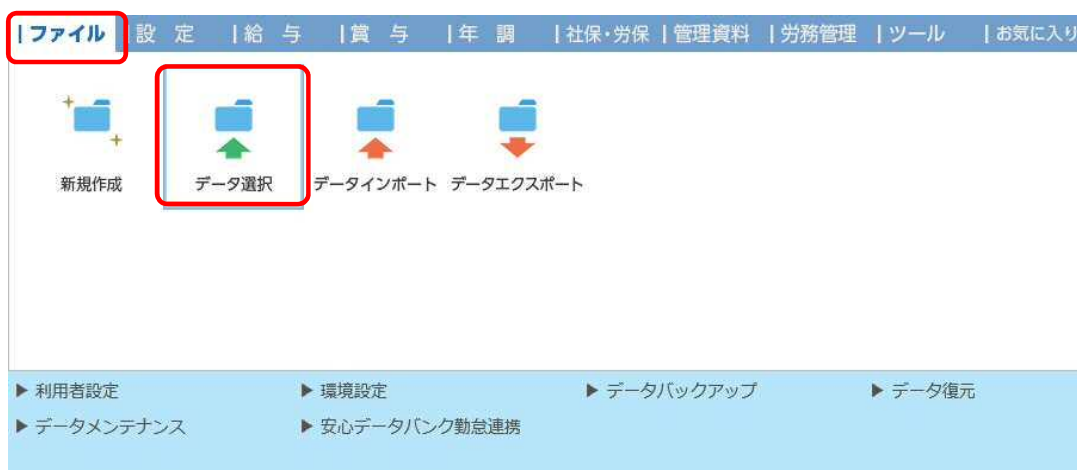 |ファイル |設 定 |給 与 |賞 与 |年 調 |社保・労保 |管理資料 |労務管理 |ツール |お気に入り
新規作成 データ選択 データインポート データエクスポート
▶ 利用者設定 ▶ 環境設定 ▶ データバックアップ ▶ データ復元
▶ データメンテナンス ▶ 安心データバンク勤怠連携